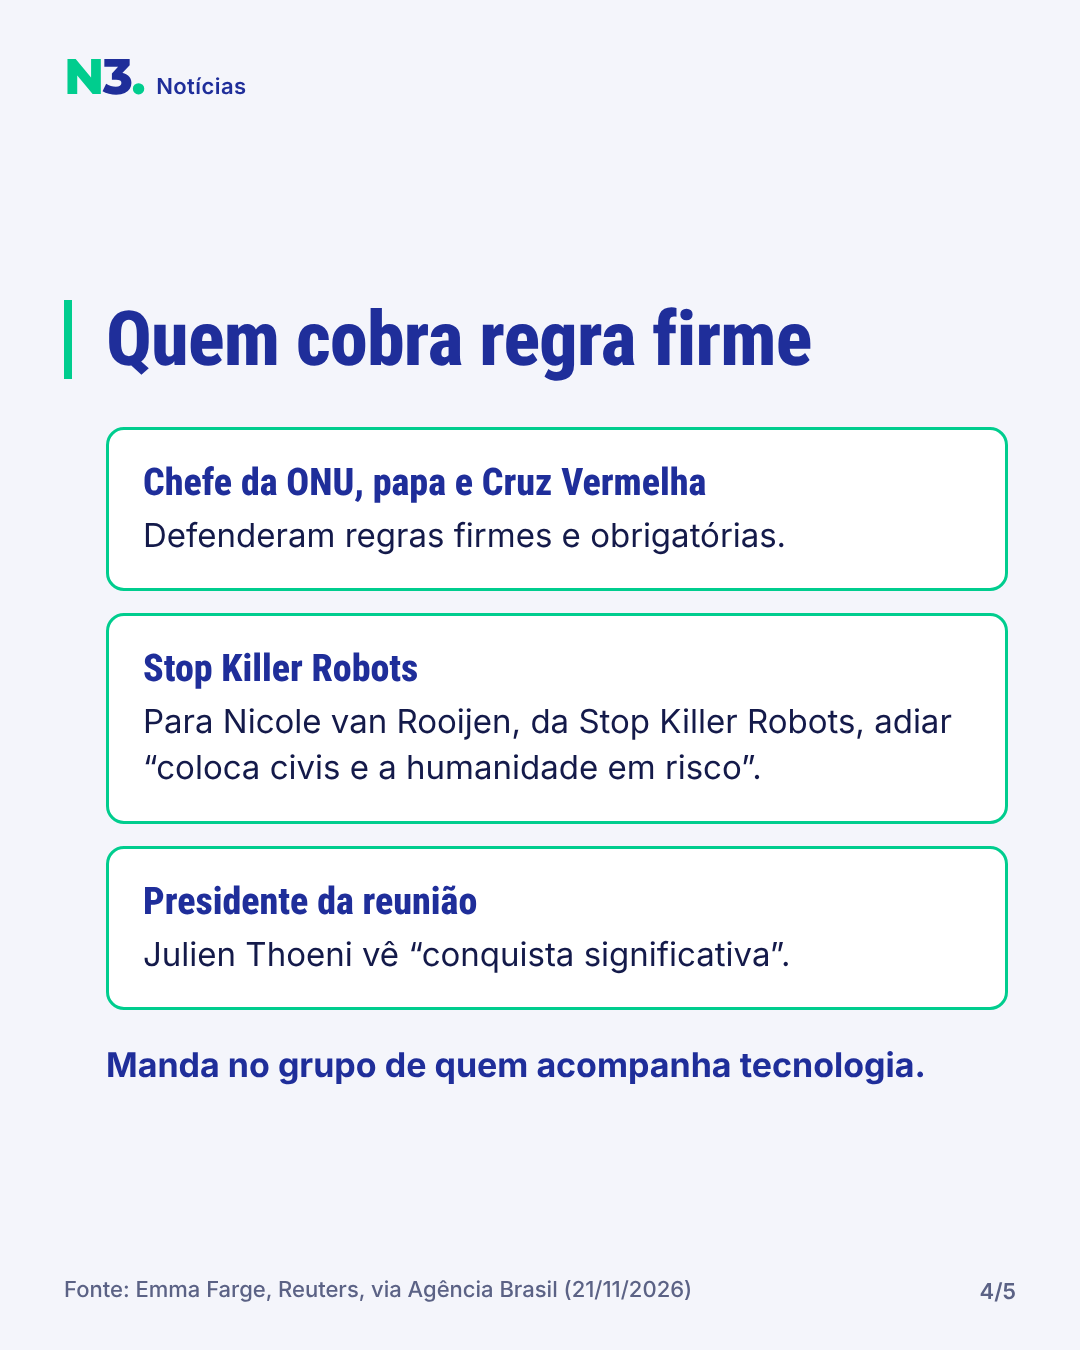 N3. Notícias
Quem cobra regra firme
Chefe da ONU, papa e Cruz Vermelha
Defenderam regras firmes e obrigatórias.
Stop Killer Robots
Para Nicole van Rooijen, da Stop Killer Robots, adiar
“coloca civis e a humanidade em risco”.
Presidente da reunião
Julien Thoeni vê “conquista significativa”.
Manda no grupo de quem acompanha tecnologia.
Fonte: Emma Farge, Reuters, via Agência Brasil (21/11/2026)
4/5